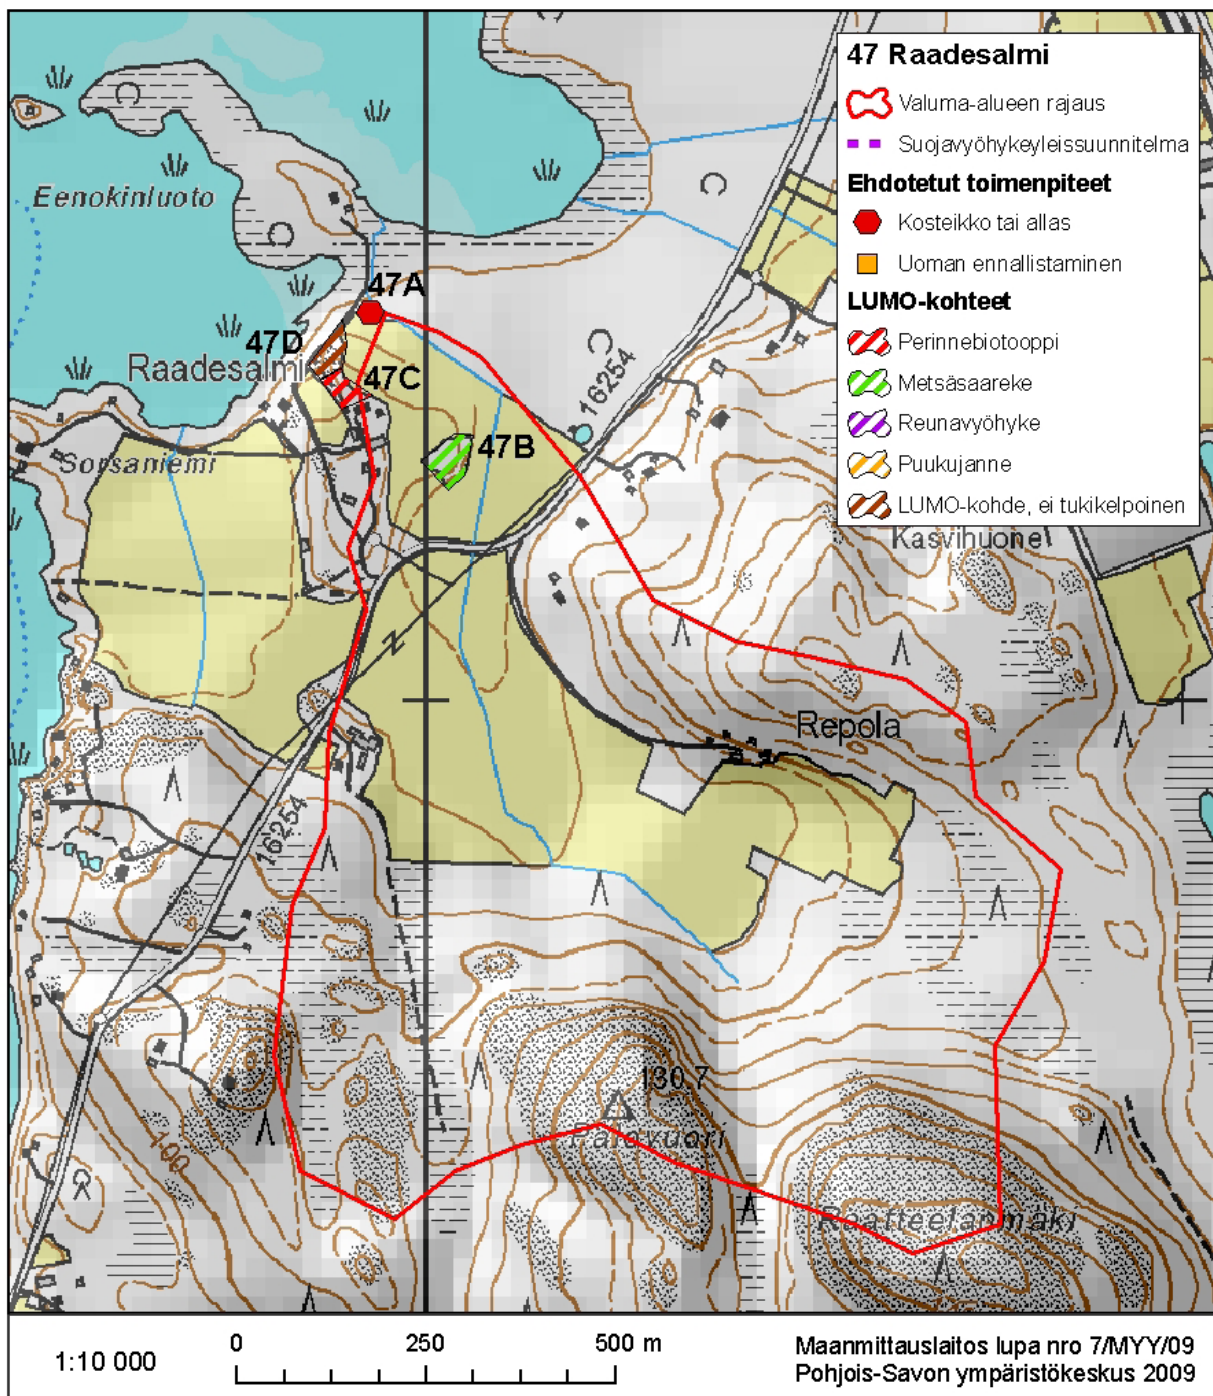 47 Raadesalmi
Valuma-alueen rajaus
Suojavyöhykeyleissuunnitelma
Ehdotetut toimenpiteet
Kosteikko tai allas
Uoman ennallistaminen
LUMO-kohteet
Perinnebiotooppi
Metsäsaareke
Reunavyöhyke
Puukujanne
LUMO-kohde, ei tukikelpoinen
Eenokinluoto
47A
47D
Raadesalmi
47C
16254
47B
Sorsaniemi
Kasvihuone
Z
Repola
16254
130.7
Palovuori
100
Raatteelanmäki
0 250 500 m
1:10 000
Maanmittauslaitos lupa nro 7/MYY/09
Pohjois-Savon ympäristökeskus 2009